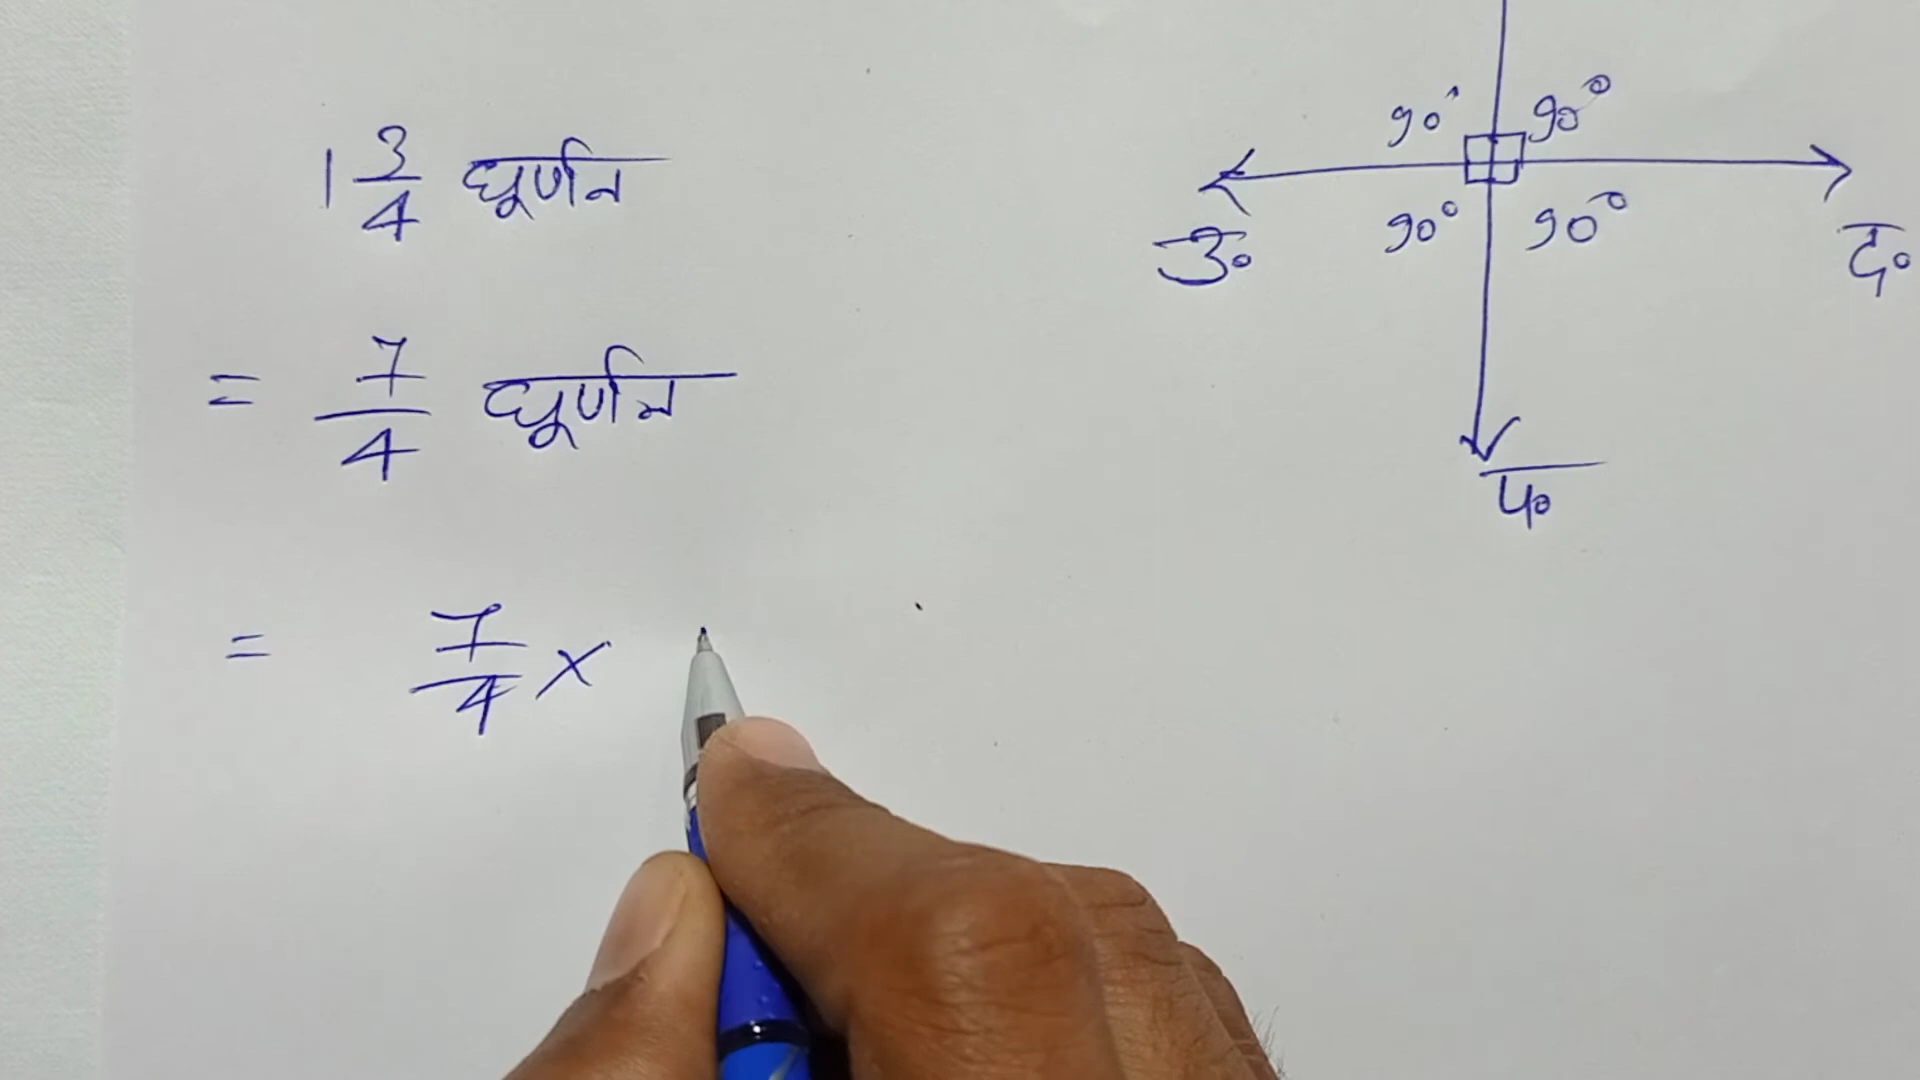 1 3/4 घूर्णन
= 7/4 घूर्णन
= 7/4 ×
90° 90°
90° 90°
उ० द०
प०